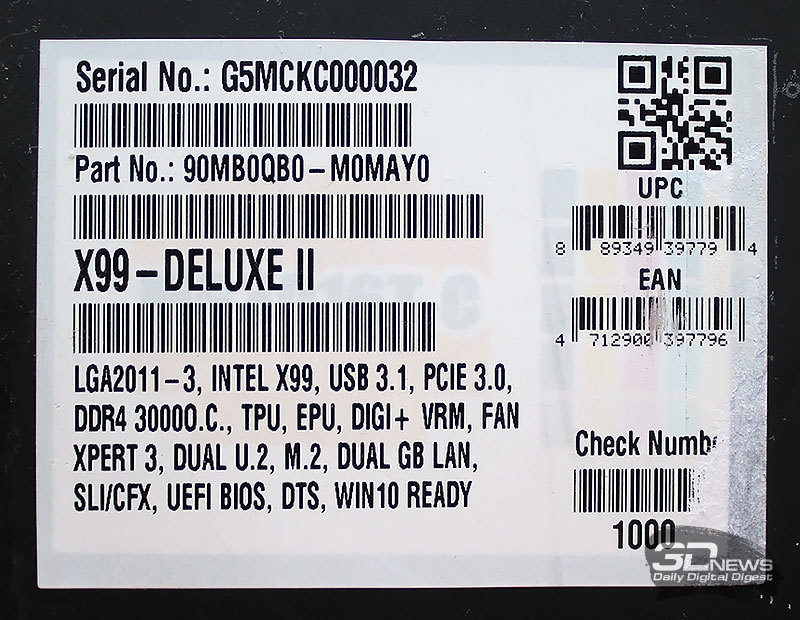 Serial No.: G5MCKC000032
Part No.: 90MB0QB0-M0MAY0
X99-DELUXE II
LGA2011-3, INTEL X99, USB 3.1, PCIE 3.0,
DDR4 3000O.C., TPU, EPU, DIGI+ VRM, FAN
XPERT 3, DUAL U.2, M.2, DUAL GB LAN,
SLI/CFX, UEFI BIOS, DTS, WIN10 READY
UPC
8 89349 39779 4
EAN
4 712900 397796
Check Numb
1000
3DNEWS
Daily Digital Digest